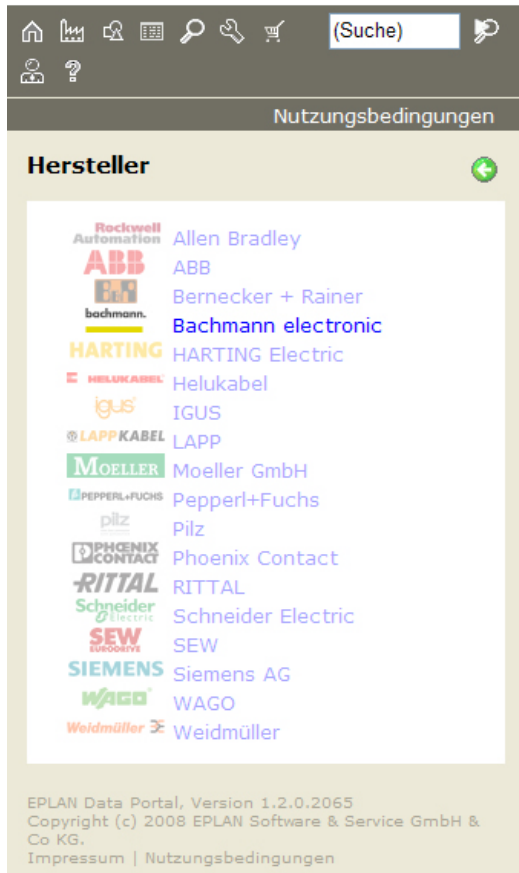 (Suche)
Nutzungsbedingungen
Hersteller
Rockwell
Automation Allen Bradley
ABB ABB
B&R Bernecker + Rainer
bachmann. Bachmann electronic
HARTING HARTING Electric
HELUKABEL Helukabel
igus IGUS
LAPP KABEL LAPP
MOELLER Moeller GmbH
PEPPERL+FUCHS Pepperl+Fuchs
pilz Pilz
PHŒNIX
CONTACT Phoenix Contact
RITTAL RITTAL
Schneider
Electric Schneider Electric
SEW
EURODRIVE SEW
SIEMENS Siemens AG
WAGO WAGO
Weidmüller Weidmüller
EPLAN Data Portal, Version 1.2.0.2065
Copyright (c) 2008 EPLAN Software & Service GmbH &
Co KG.
Impressum | Nutzungsbedingungen